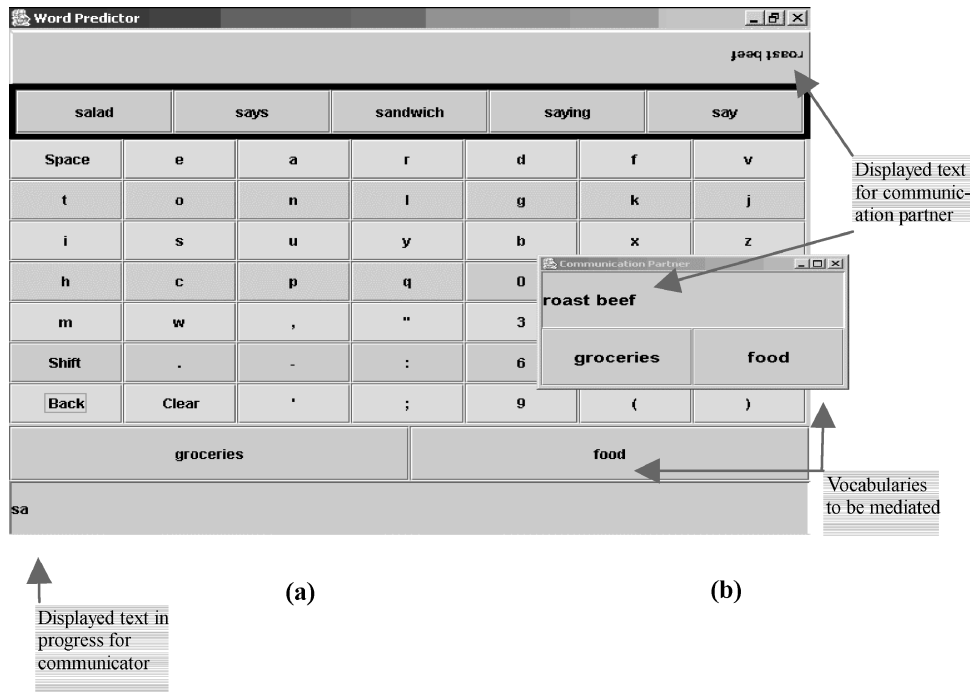 Word Predictor
roast beef
salad says sandwich saying say
Space e a r d f v
t o n l g k j
i s u y b x z
h c p q 0
m w , " 3
Shift . - : 6
Back Clear ' ; 9 ( )
groceries food
sa
Communication Partner
roast beef
groceries food
Displayed text
for communic-
ation partner
Vocabularies
to be mediated
(a) (b)
Displayed text in
progress for
communicator